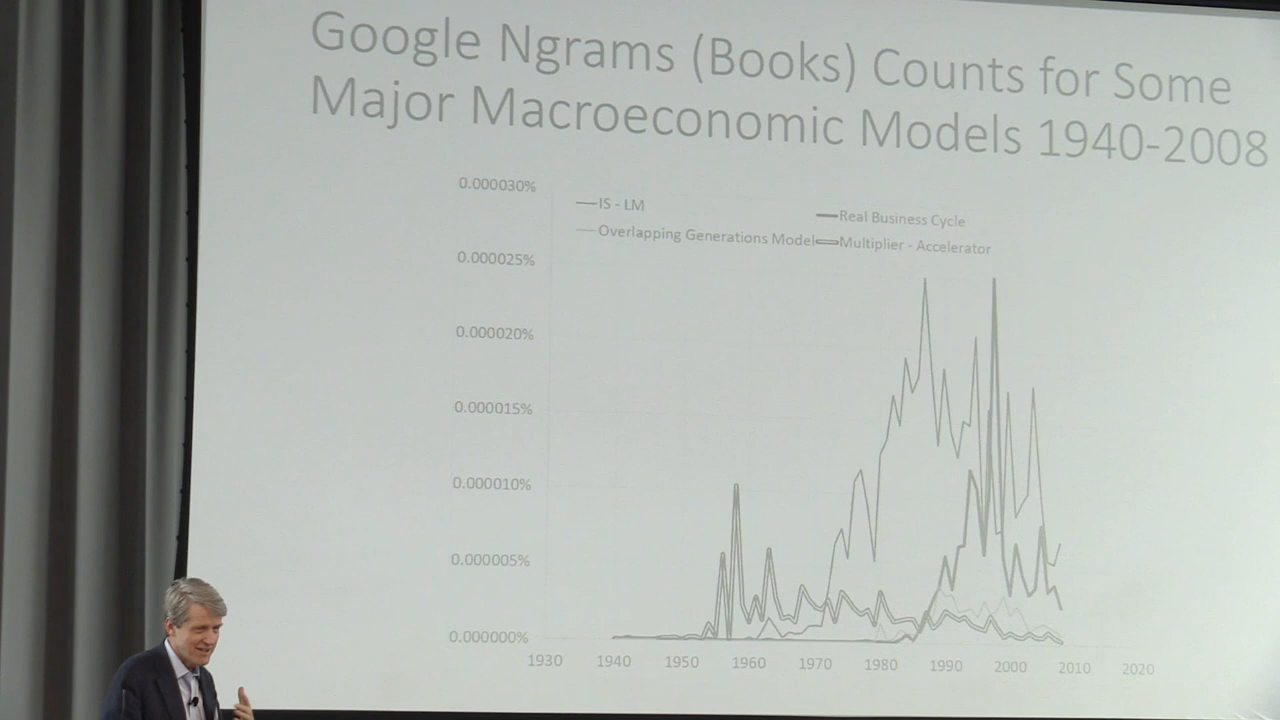 Google Ngrams (Books) Counts for Some
Major Macroeconomic Models 1940-2008
0.000030%
IS - LM
Real Business Cycle
Overlapping Generations Model
Multiplier - Accelerator
0.000025%
0.000020%
0.000015%
0.000010%
0.000005%
0.000000%
1930 1940 1950 1960 1970 1980 1990 2000 2010 2020